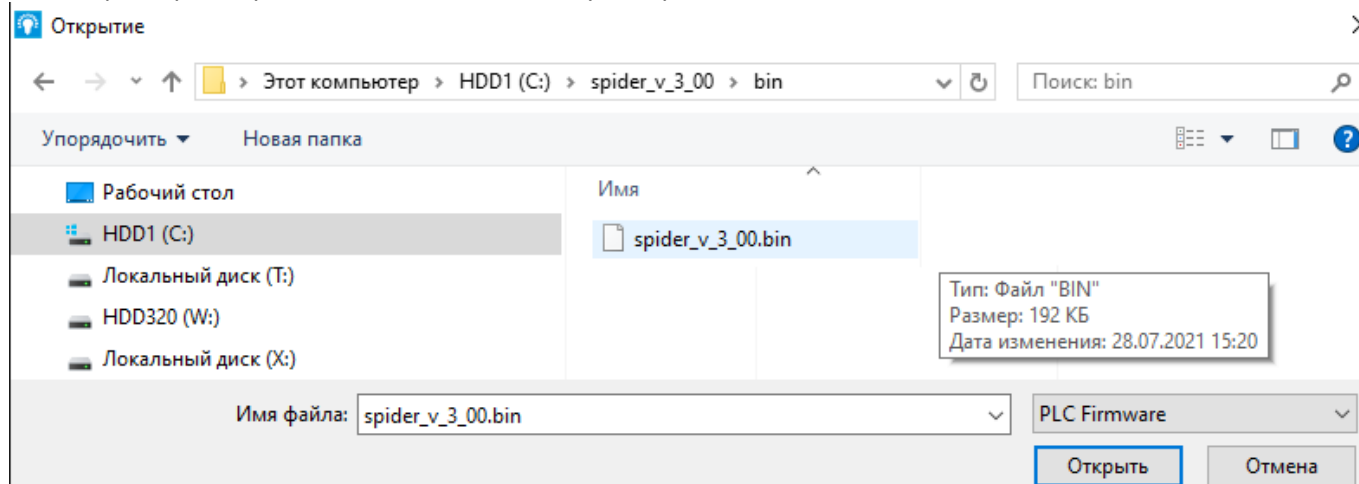 Открытие
Этот компьютер > HDD1 (C:) > spider_v_3_00 > bin
Поиск: bin
Упорядочить
Новая папка
Рабочий стол
HDD1 (C:)
Локальный диск (T:)
HDD320 (W:)
Локальный диск (X:)
Имя
spider_v_3_00.bin
Тип: Файл "BIN"
Размер: 192 КБ
Дата изменения: 28.07.2021 15:20
Имя файла: spider_v_3_00.bin
PLC Firmware
Открыть
Отмена